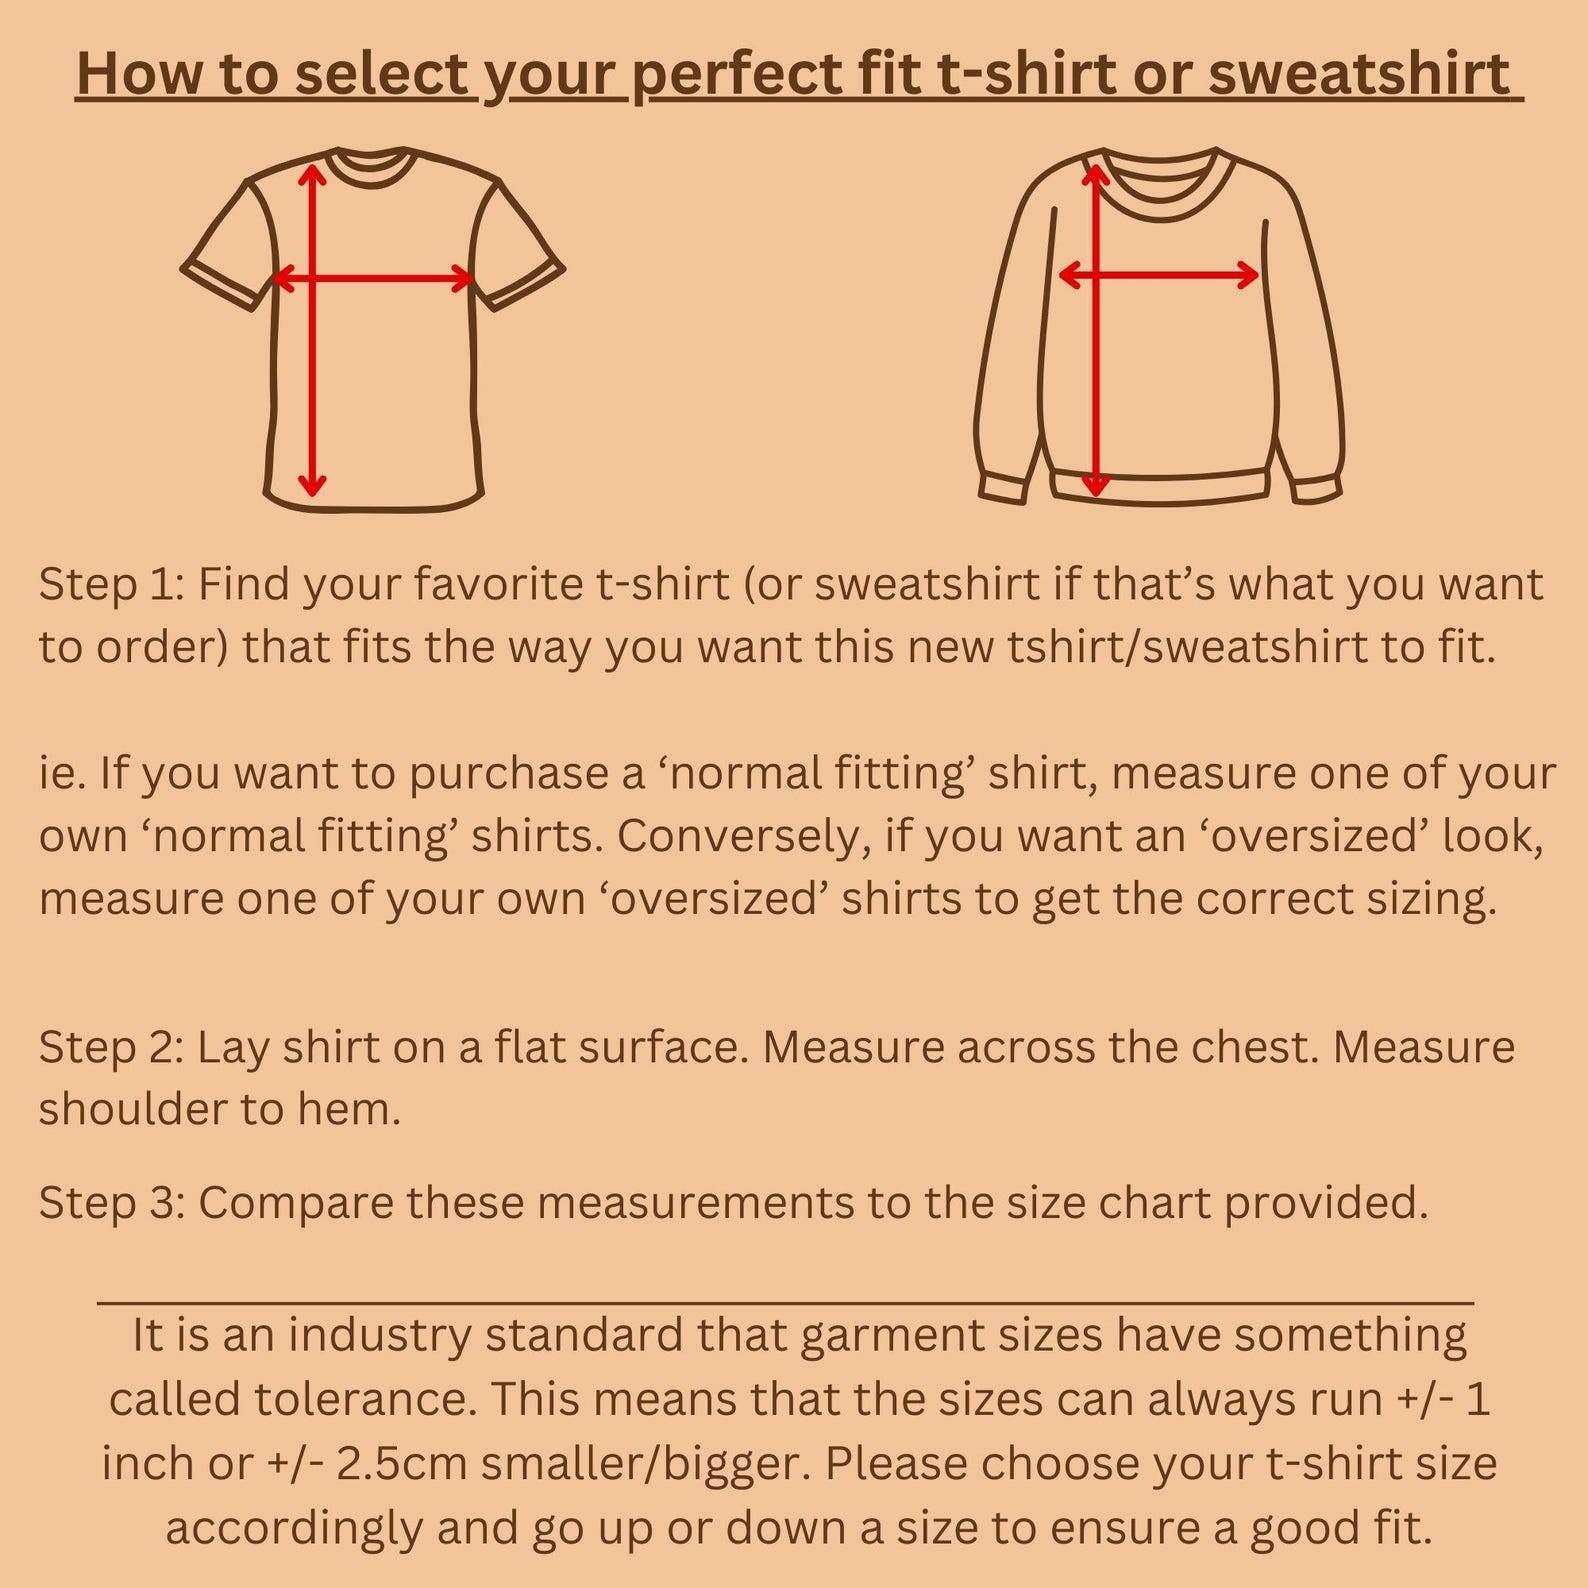 How to select your perfect fit t-shirt or sweatshirt
Step 1: Find your favorite t-shirt (or sweatshirt if that’s what you want
to order) that fits the way you want this new tshirt/sweatshirt to fit.
ie. If you want to purchase a ‘normal fitting’ shirt, measure one of your
own ‘normal fitting’ shirts. Conversely, if you want an ‘oversized’ look,
measure one of your own ‘oversized’ shirts to get the correct sizing.
Step 2: Lay shirt on a flat surface. Measure across the chest. Measure
shoulder to hem.
Step 3: Compare these measurements to the size chart provided.
It is an industry standard that garment sizes have something
called tolerance. This means that the sizes can always run +/- 1
inch or +/- 2.5cm smaller/bigger. Please choose your t-shirt size
accordingly and go up or down a size to ensure a good fit.